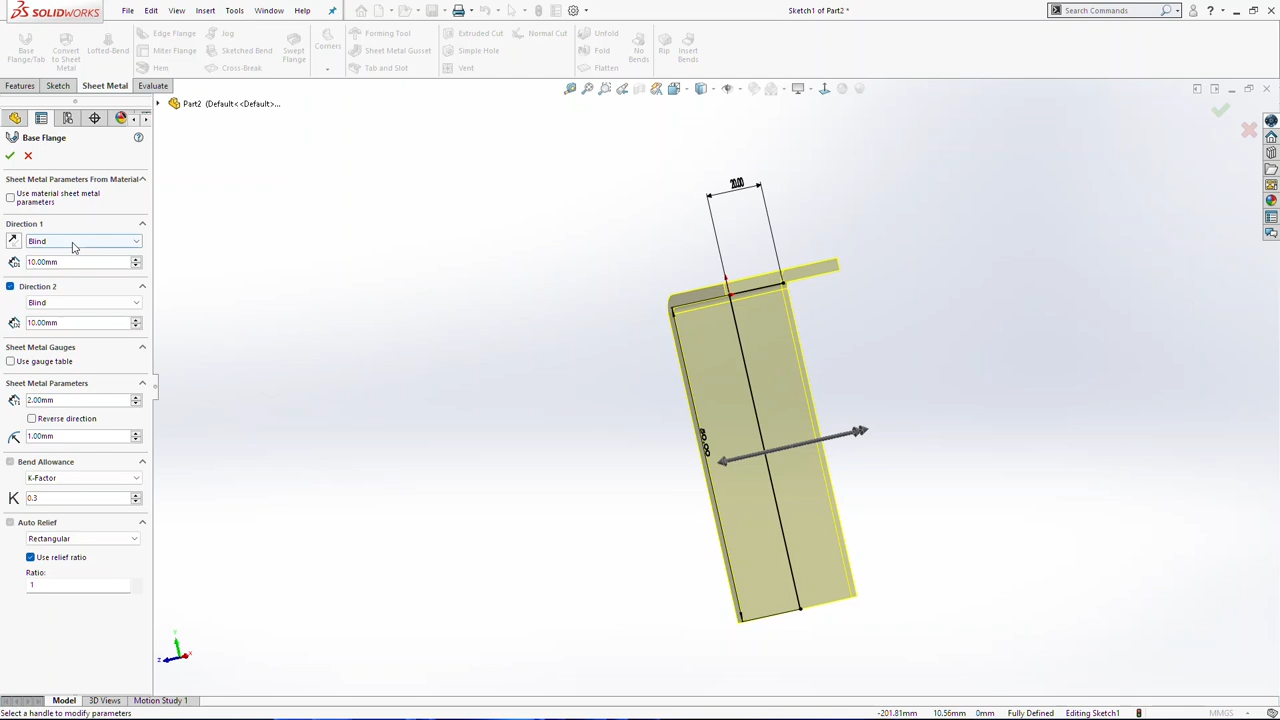 SOLIDWORKS File Edit View Insert Tools Window Help Sketch1 of Part2 * Search Commands
Base Flange/Tab
Convert to Sheet Metal
Lofted-Bend
Edge Flange
Miter Flange
Hem
Jog
Sketched Bend
Cross-Break
Swept Flange
Corners
Forming Tool
Sheet Metal Gusset
Tab and Slot
Extruded Cut
Simple Hole
Vent
Normal Cut
Unfold
Fold
Flatten
No Bends
Rip
Insert Bends
Features Sketch Sheet Metal Evaluate
Part2 (Default<<Default>...
Base Flange
Sheet Metal Parameters From Material
Use material sheet metal
parameters
Direction 1
Blind
10.00mm
Direction 2
Blind
10.00mm
Sheet Metal Gauges
Use gauge table
Sheet Metal Parameters
2.00mm
Reverse direction
1.00mm
Bend Allowance
K-Factor
K 0.3
Auto Relief
Rectangular
Use relief ratio
Ratio:
1
20.00
50.00
Y
Z
X
Model 3D Views Motion Study 1
Select a handle to modify parameters -201.81mm 10.56mm 0mm Fully Defined Editing Sketch1 MMGS